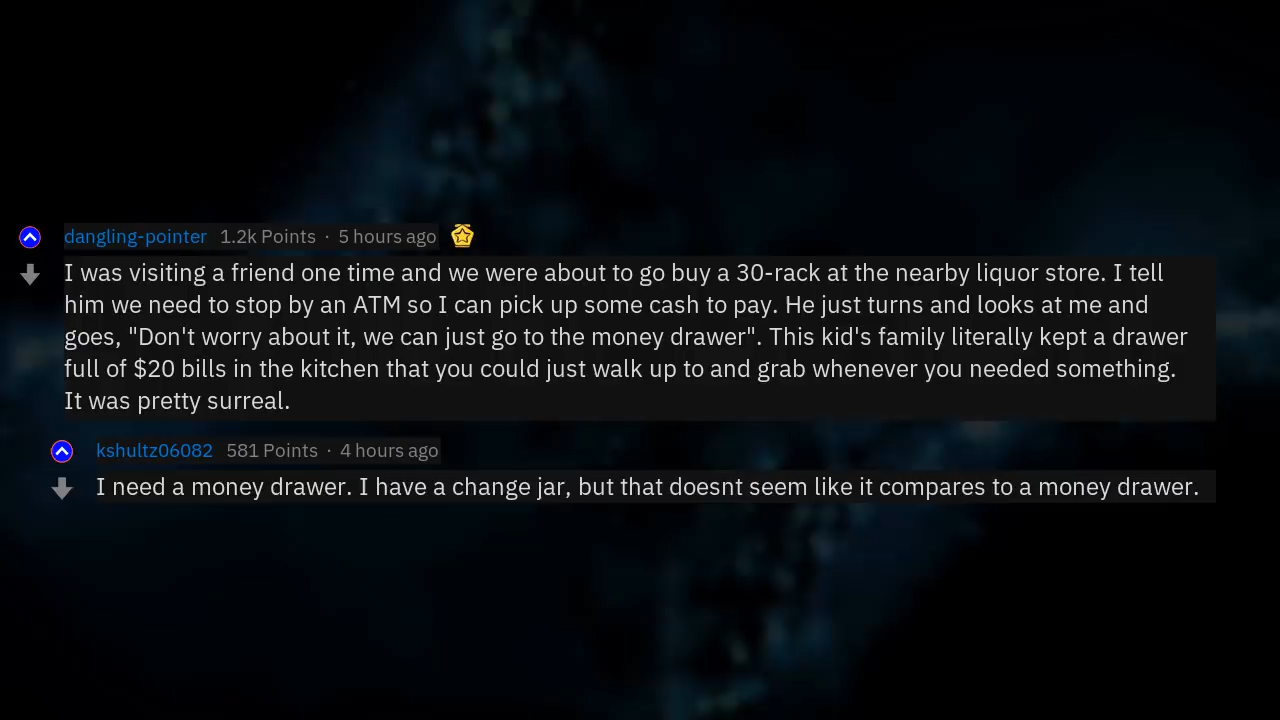 dangling-pointer 1.2k Points · 5 hours ago
I was visiting a friend one time and we were about to go buy a 30-rack at the nearby liquor store. I tell
him we need to stop by an ATM so I can pick up some cash to pay. He just turns and looks at me and
goes, "Don't worry about it, we can just go to the money drawer". This kid's family literally kept a drawer
full of $20 bills in the kitchen that you could just walk up to and grab whenever you needed something.
It was pretty surreal.
kshultz06082 581 Points · 4 hours ago
I need a money drawer. I have a change jar, but that doesnt seem like it compares to a money drawer.